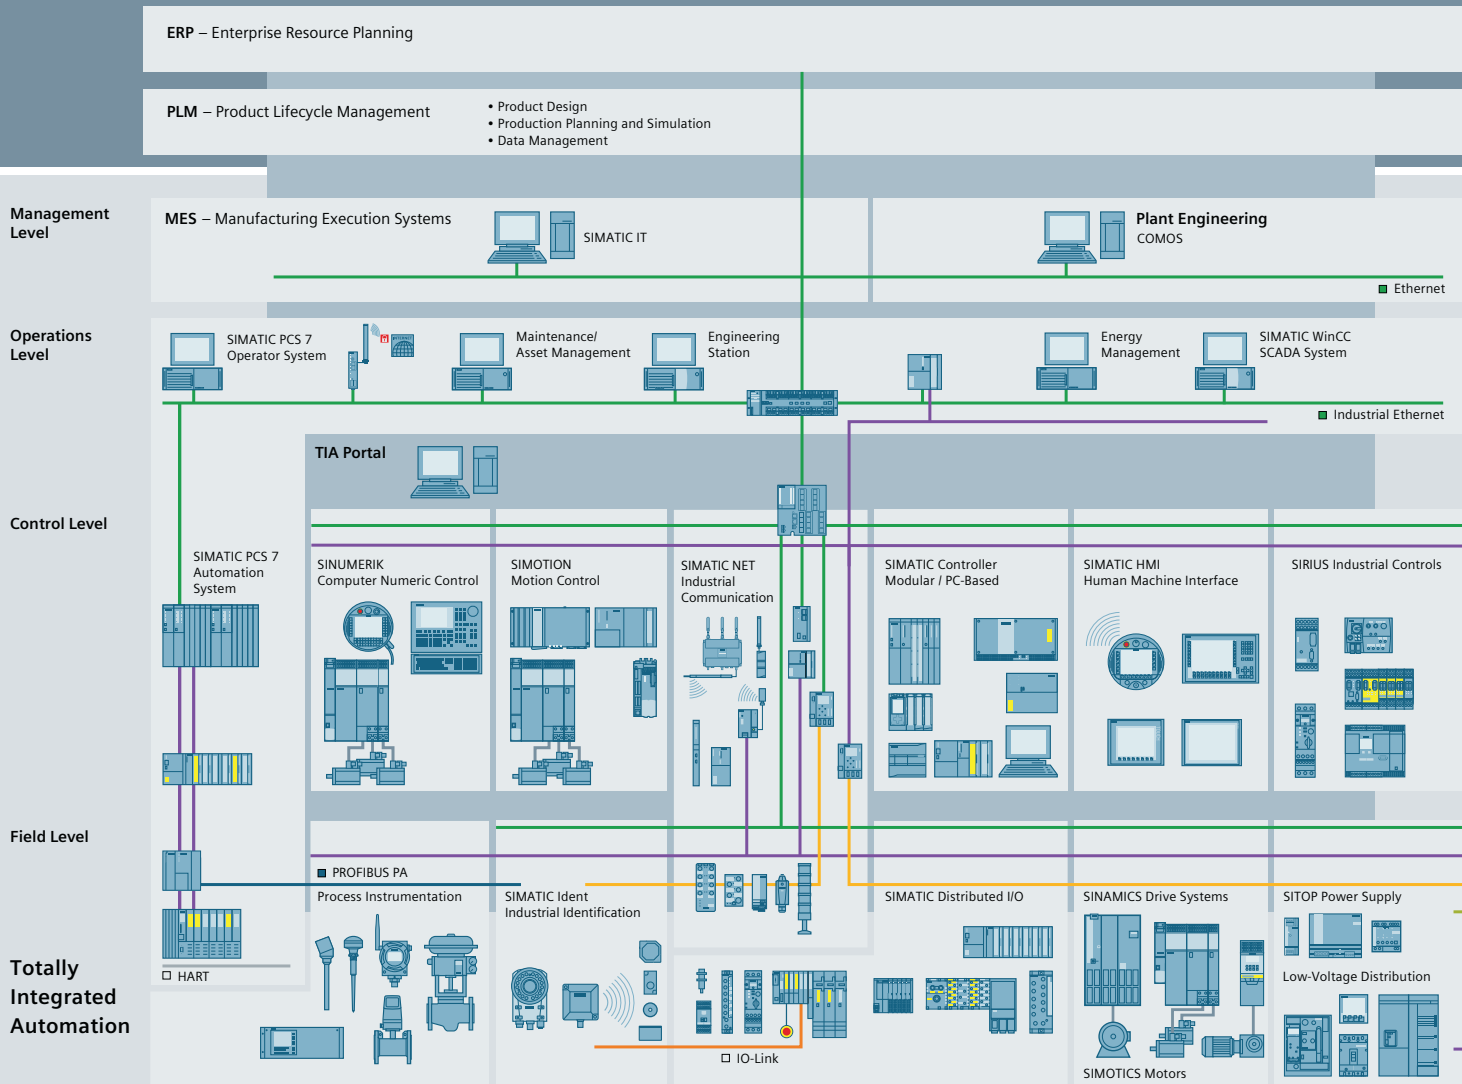 ERP – Enterprise Resource Planning
PLM – Product Lifecycle Management
• Product Design
• Production Planning and Simulation
• Data Management
Management
Level
MES – Manufacturing Execution Systems
SIMATIC IT
Plant Engineering
COMOS
Ethernet
Operations
Level
SIMATIC PCS 7
Operator System
INTERNET
Maintenance/
Asset Management
Engineering
Station
Energy
Management
SIMATIC WinCC
SCADA System
Industrial Ethernet
TIA Portal
Control Level
SIMATIC PCS 7
Automation
System
SINUMERIK
Computer Numeric Control
SIMOTION
Motion Control
SIMATIC NET
Industrial
Communication
SIMATIC Controller
Modular / PC-Based
SIMATIC HMI
Human Machine Interface
SIRIUS Industrial Controls
Field Level
PROFIBUS PA
Process Instrumentation
SIMATIC Ident
Industrial Identification
SIMATIC Distributed I/O
SINAMICS Drive Systems
SITOP Power Supply
HART
Low-Voltage Distribution
Totally
Integrated
Automation
IO-Link
SIMOTICS Motors